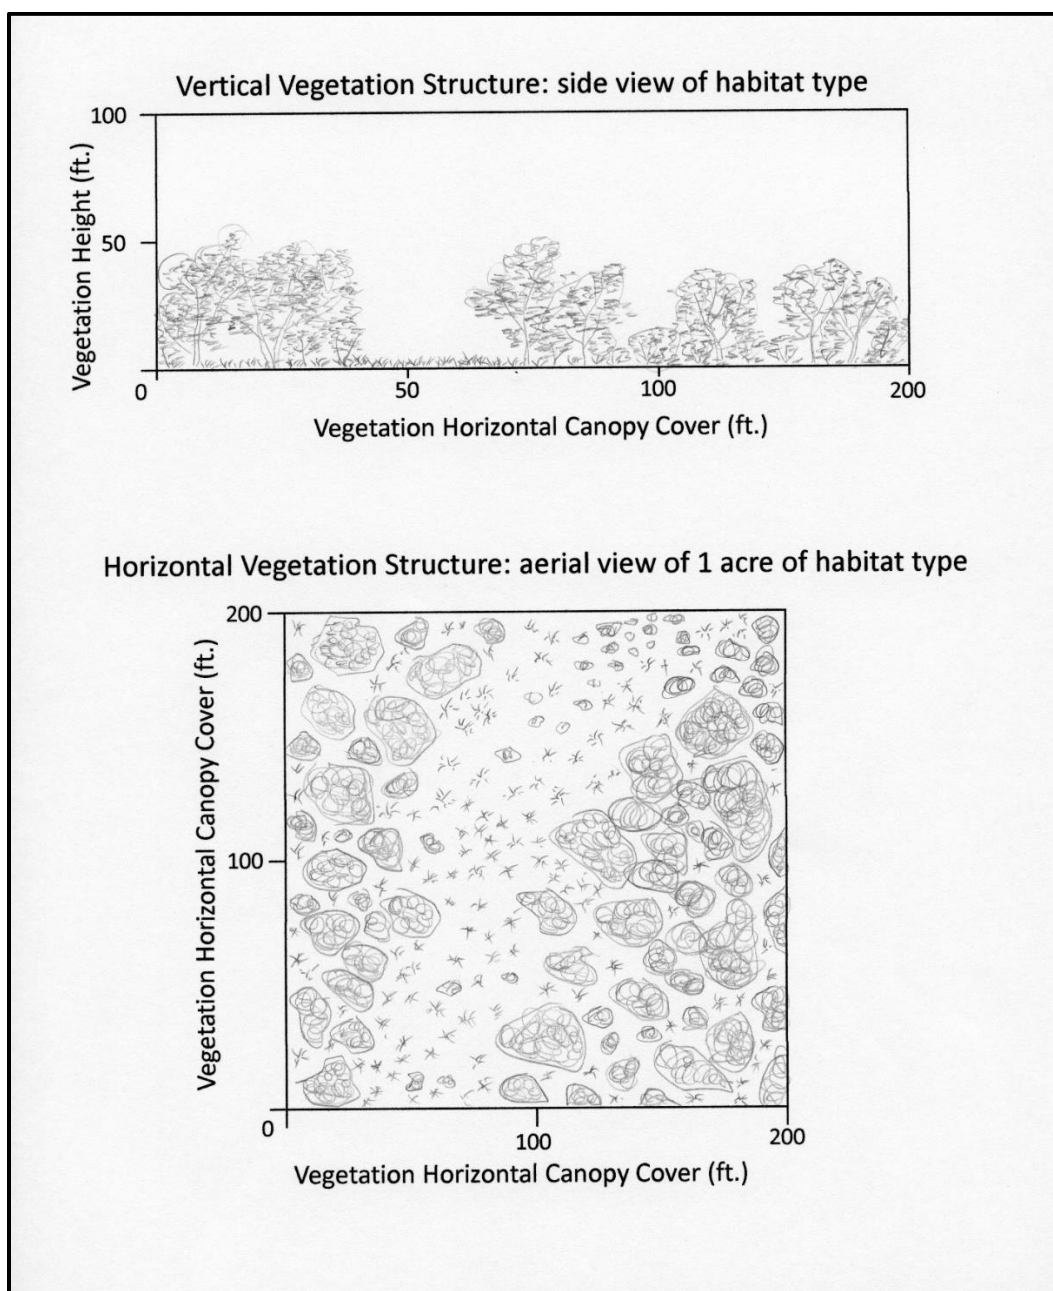 Vertical Vegetation Structure: side view of habitat type
100
50
Vegetation Height (ft.)
0
50
100
200
Vegetation Horizontal Canopy Cover (ft.)
Horizontal Vegetation Structure: aerial view of 1 acre of habitat type
200
100
Vegetation Horizontal Canopy Cover (ft.)
0
100
200
Vegetation Horizontal Canopy Cover (ft.)